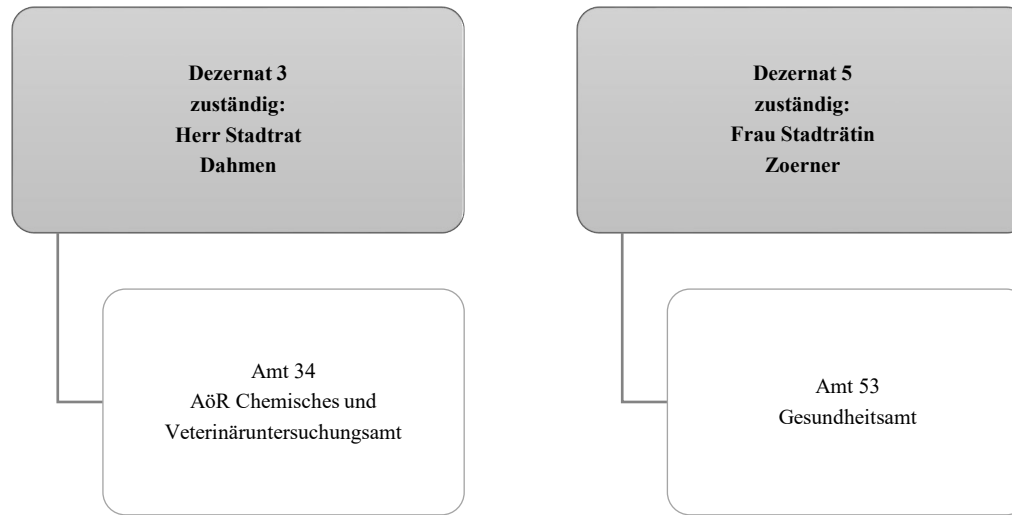 Dezernat 3
zuständig:
Herr Stadtrat
Dahmen
Amt 34
AöR Chemisches und
Veterinäruntersuchungsamt
Dezernat 5
zuständig:
Frau Stadträtin
Zoerner
Amt 53
Gesundheitsamt